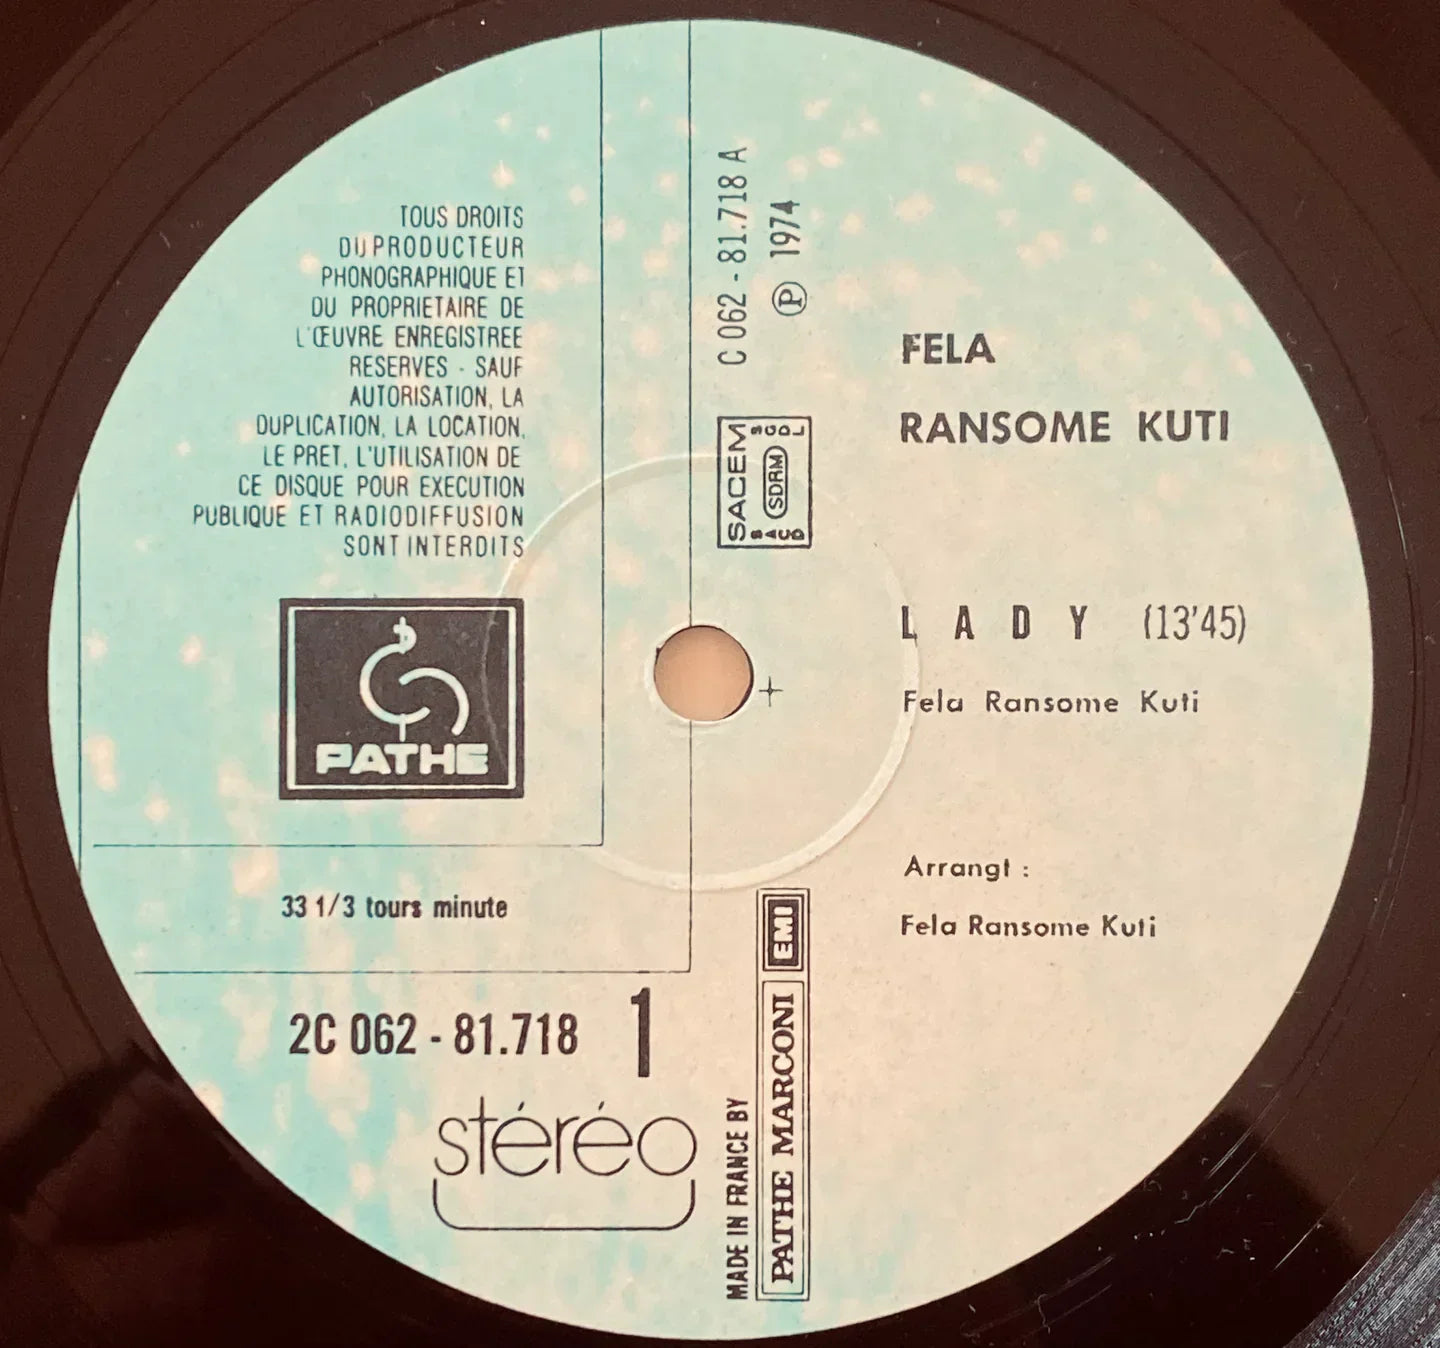 TOUS DROITS
DU PRODUCTEUR
PHONOGRAPHIQUE ET
DU PROPRIETAIRE DE
L'ŒUVRE ENREGISTREE
RESERVES - SAUF
AUTORISATION, LA
DUPLICATION, LA LOCATION,
LE PRET, L'UTILISATION DE
CE DISQUE POUR EXECUTION
PUBLIQUE ET RADIODIFFUSION
SONT INTERDITS
PATHE
33 1/3 tours minute
2C 062 - 81.718 1
stéréo
C 062 - 81.718 A
Ⓟ 1974
SACEM
SDRM
SACD
SGDL
MADE IN FRANCE BY
PATHE MARCONI EMI
FELA
RANSOME KUTI
LADY (13'45)
Fela Ransome Kuti
Arrangt :
Fela Ransome Kuti